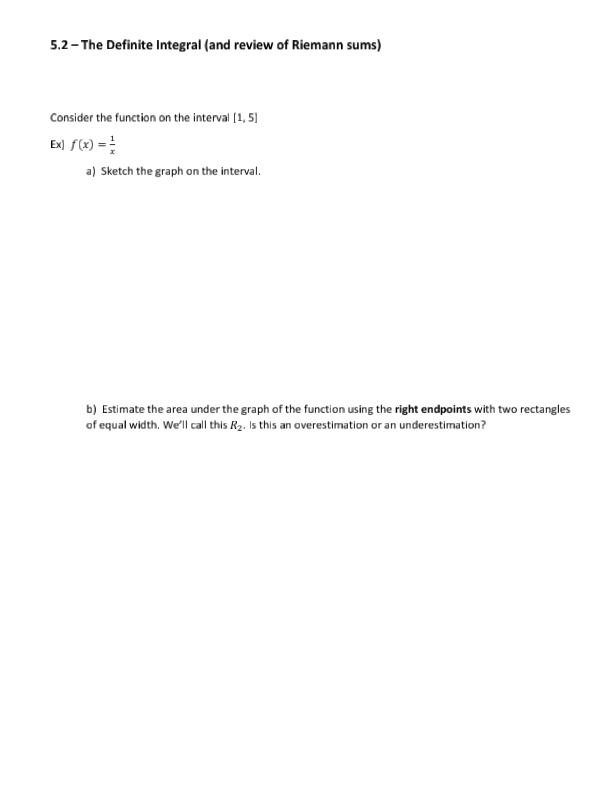 5.2 – The Definite Integral (and review of Riemann sums)
Consider the function on the interval [1, 5]
Ex] f(x) = 1/x
a) Sketch the graph on the interval.
b) Estimate the area under the graph of the function using the right endpoints with two rectangles
of equal width. We'll call this R₂. Is this an overestimation or an underestimation?